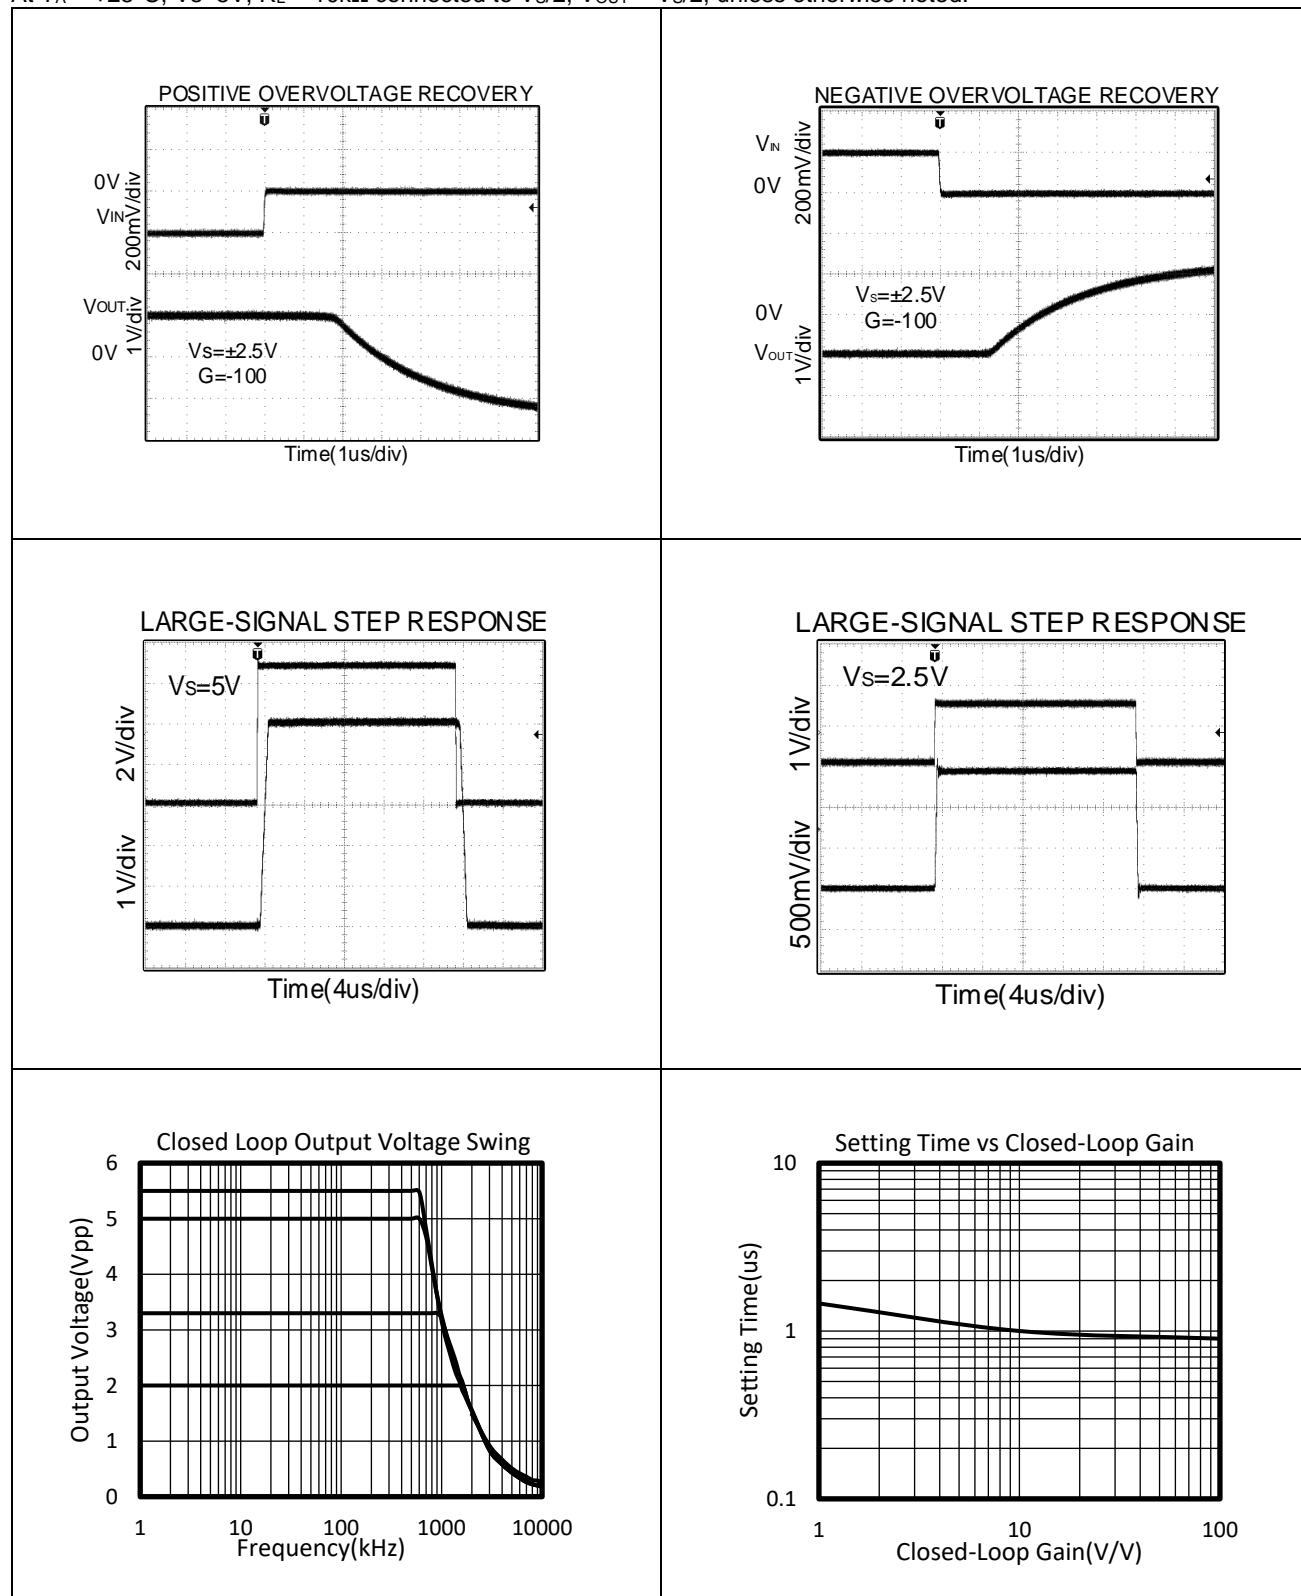 POSITIVE OVERVOLTAGE RECOVERY
0V
VIN
200mV/div
VOUT
1V/div
0V
VS=±2.5V
G=-100
Time(1us/div)
NEGATIVE OVERVOLTAGE RECOVERY
VIN
200mV/div
0V
VS=±2.5V
0V
G=-100
VOUT
1V/div
Time(1us/div)
LARGE-SIGNAL STEP RESPONSE
VS=5V
2V/div
1V/div
Time(4us/div)
LARGE-SIGNAL STEP RESPONSE
VS=2.5V
1V/div
500mV/div
Time(4us/div)
Closed Loop Output Voltage Swing
6
5
4
3
2
1
0
Output Voltage(Vpp)
1 10 100 1000 10000
Frequency(kHz)
Setting Time vs Closed-Loop Gain
10
1
0.1
Setting Time(us)
1 10 100
Closed-Loop Gain(V/V)